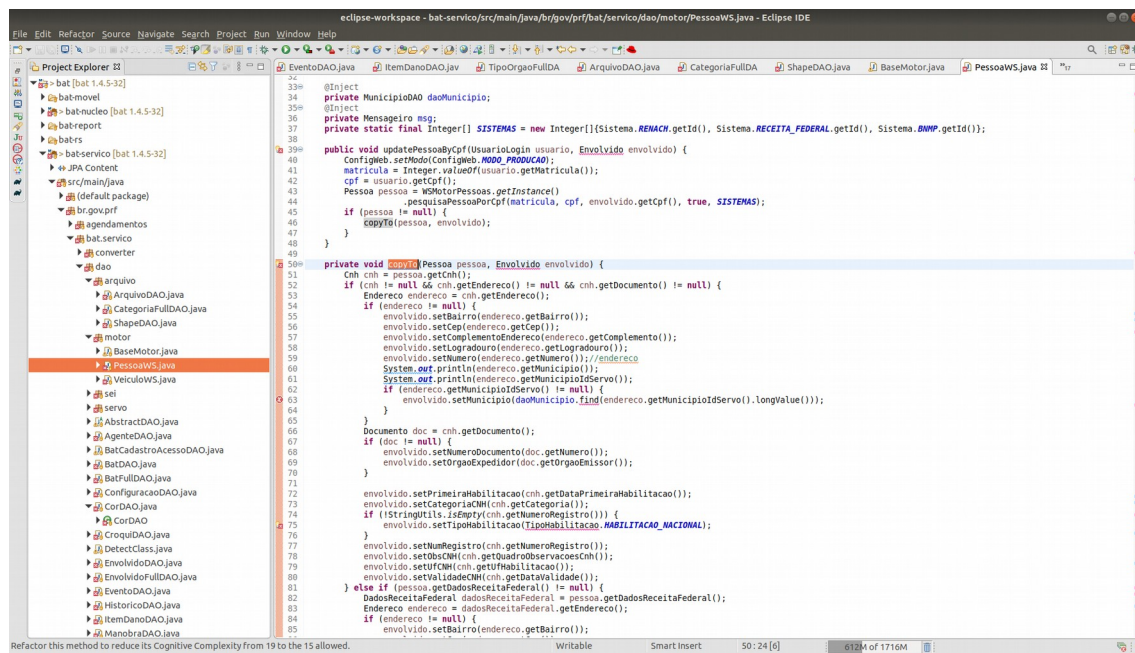 eclipse-workspace - bat-servico/src/main/java/br/gov/prf/bat/servico/dao/motor/PessoaWS.java - Eclipse IDE
File Edit Refactor Source Navigate Search Project Run Window Help
Project Explorer
EventoDAO.java ItemDanoDAO.jav TipoOrgaoFullDA ArquivoDAO.java CategoriaFullDA ShapeDAO.java BaseMotor.java PessoaWS.java 17
> bat [bat 1.4.5-32]
bat-movel
> bat-nucleo [bat 1.4.5-32]
bat-report
bat-rs
> bat-servico [bat 1.4.5-32]
JPA Content
src/main/java
(default package)
br.gov.prf
agendamentos
bat.servico
converter
dao
arquivo
ArquivoDAO.java
CategoriaFullDAO.java
ShapeDAO.java
motor
BaseMotor.java
PessoaWS.java
VeiculoWS.java
sei
servo
AbstractDAO.java
AgenteDAO.java
BatCadastroAcessoDAO.java
BatDAO.java
BatFullDAO.java
ConfiguracaoDAO.java
CorDAO.java
CorDAO
CroquiDAO.java
DetectClass.java
EnvolvidoDAO.java
EnvolvidoFullDAO.java
EventoDAO.java
HistoricoDAO.java
ItemDanoDAO.java
ManobraDAO.java
32
33 @Inject
34 private MunicipioDAO daoMunicipio;
35 @Inject
36 private Mensageiro msg;
37 private static final Integer[] SISTEMAS = new Integer[]{Sistema.RENACH.getId(), Sistema.RECEITA_FEDERAL.getId(), Sistema.BNMP.getId()};
38
39 public void updatePessoaByCpf(UsuarioLogin usuario, Envolvido envolvido) {
40 ConfigWeb.setModo(ConfigWeb.MODO_PRODUCAO);
41 matricula = Integer.valueOf(usuario.getMatricula());
42 cpf = usuario.getCpf();
43 Pessoa pessoa = WSMotorPessoas.getInstance()
44 .pesquisaPessoaPorCpf(matricula, cpf, envolvido.getCpf(), true, SISTEMAS);
45 if (pessoa != null) {
46 copyTo(pessoa, envolvido);
47 }
48 }
49
50 private void copyTo(Pessoa pessoa, Envolvido envolvido) {
51 Cnh cnh = pessoa.getCnh();
52 if (cnh != null && cnh.getEndereco() != null && cnh.getDocumento() != null) {
53 Endereco endereco = cnh.getEndereco();
54 if (endereco != null) {
55 envolvido.setBairro(endereco.getBairro());
56 envolvido.setCep(endereco.getCep());
57 envolvido.setComplementoEndereco(endereco.getComplemento());
58 envolvido.setLogradouro(endereco.getLogradouro());
59 envolvido.setNumero(endereco.getNumero());//endereco
60 System.out.println(endereco.getMunicipio());
61 System.out.println(endereco.getMunicipioIdServo());
62 if (endereco.getMunicipioIdServo() != null) {
63 envolvido.setMunicipio(daoMunicipio.find(endereco.getMunicipioIdServo().longValue()));
64 }
65 }
66 Documento doc = cnh.getDocumento();
67 if (doc != null) {
68 envolvido.setNumeroDocumento(doc.getNumero());
69 envolvido.setOrgaoExpedidor(doc.getOrgaoEmissor());
70 }
71
72 envolvido.setPrimeiraHabilitacao(cnh.getDataPrimeiraHabilitacao());
73 envolvido.setCategoriaCNH(cnh.getCategoria());
74 if (!StringUtils.isEmpty(cnh.getNumeroRegistro())) {
75 envolvido.setTipoHabilitacao(TipoHabilitacao.HABILITACAO_NACIONAL);
76 }
77 envolvido.setNumRegistro(cnh.getNumeroRegistro());
78 envolvido.setObsCNH(cnh.getQuadroObservacoesCnh());
79 envolvido.setUfCNH(cnh.getUfHabilitacao());
80 envolvido.setValidadeCNH(cnh.getDataValidade());
81 } else if (pessoa.getDadosReceitaFederal() != null) {
82 DadosReceitaFederal dadosReceitaFederal = pessoa.getDadosReceitaFederal();
83 Endereco endereco = dadosReceitaFederal.getEndereco();
84 if (endereco != null) {
85 envolvido.setBairro(endereco.getBairro());
Refactor this method to reduce its Cognitive Complexity from 19 to the 15 allowed. Writable Smart Insert 50 : 24 [6] 612M of 1716M